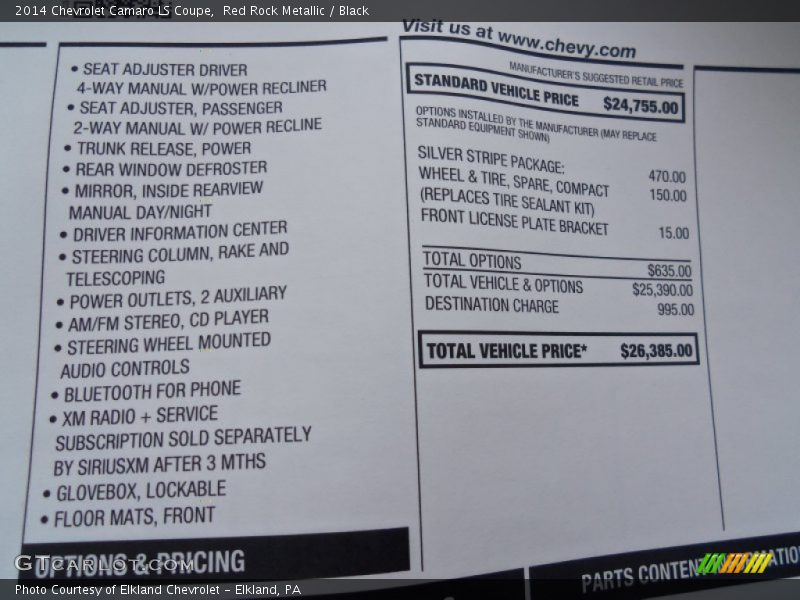 2014 Chevrolet Camaro LS Coupe,  Red Rock Metallic / Black
• SEAT ADJUSTER DRIVER
4-WAY MANUAL W/POWER RECLINER
• SEAT ADJUSTER, PASSENGER
2-WAY MANUAL W/ POWER RECLINE
• TRUNK RELEASE, POWER
• REAR WINDOW DEFROSTER
• MIRROR, INSIDE REARVIEW
MANUAL DAY/NIGHT
• DRIVER INFORMATION CENTER
• STEERING COLUMN, RAKE AND
TELESCOPING
• POWER OUTLETS, 2 AUXILIARY
• AM/FM STEREO, CD PLAYER
• STEERING WHEEL MOUNTED
AUDIO CONTROLS
• BLUETOOTH FOR PHONE
• XM RADIO + SERVICE
SUBSCRIPTION SOLD SEPARATELY
BY SIRIUSXM AFTER 3 MTHS
• GLOVEBOX, LOCKABLE
• FLOOR MATS, FRONT
OPTIONS & PRICING
Visit us at www.chevy.com
MANUFACTURER'S SUGGESTED RETAIL PRICE
STANDARD VEHICLE PRICE $24,755.00
OPTIONS INSTALLED BY THE MANUFACTURER (MAY REPLACE
STANDARD EQUIPMENT SHOWN)
SILVER STRIPE PACKAGE: 470.00
WHEEL & TIRE, SPARE, COMPACT 150.00
(REPLACES TIRE SEALANT KIT)
FRONT LICENSE PLATE BRACKET 15.00
TOTAL OPTIONS $635.00
TOTAL VEHICLE & OPTIONS $25,390.00
DESTINATION CHARGE 995.00
TOTAL VEHICLE PRICE* $26,385.00
PARTS CONTENT
GTcarlot.com
Photo Courtesy of Elkland Chevrolet – Elkland, PA